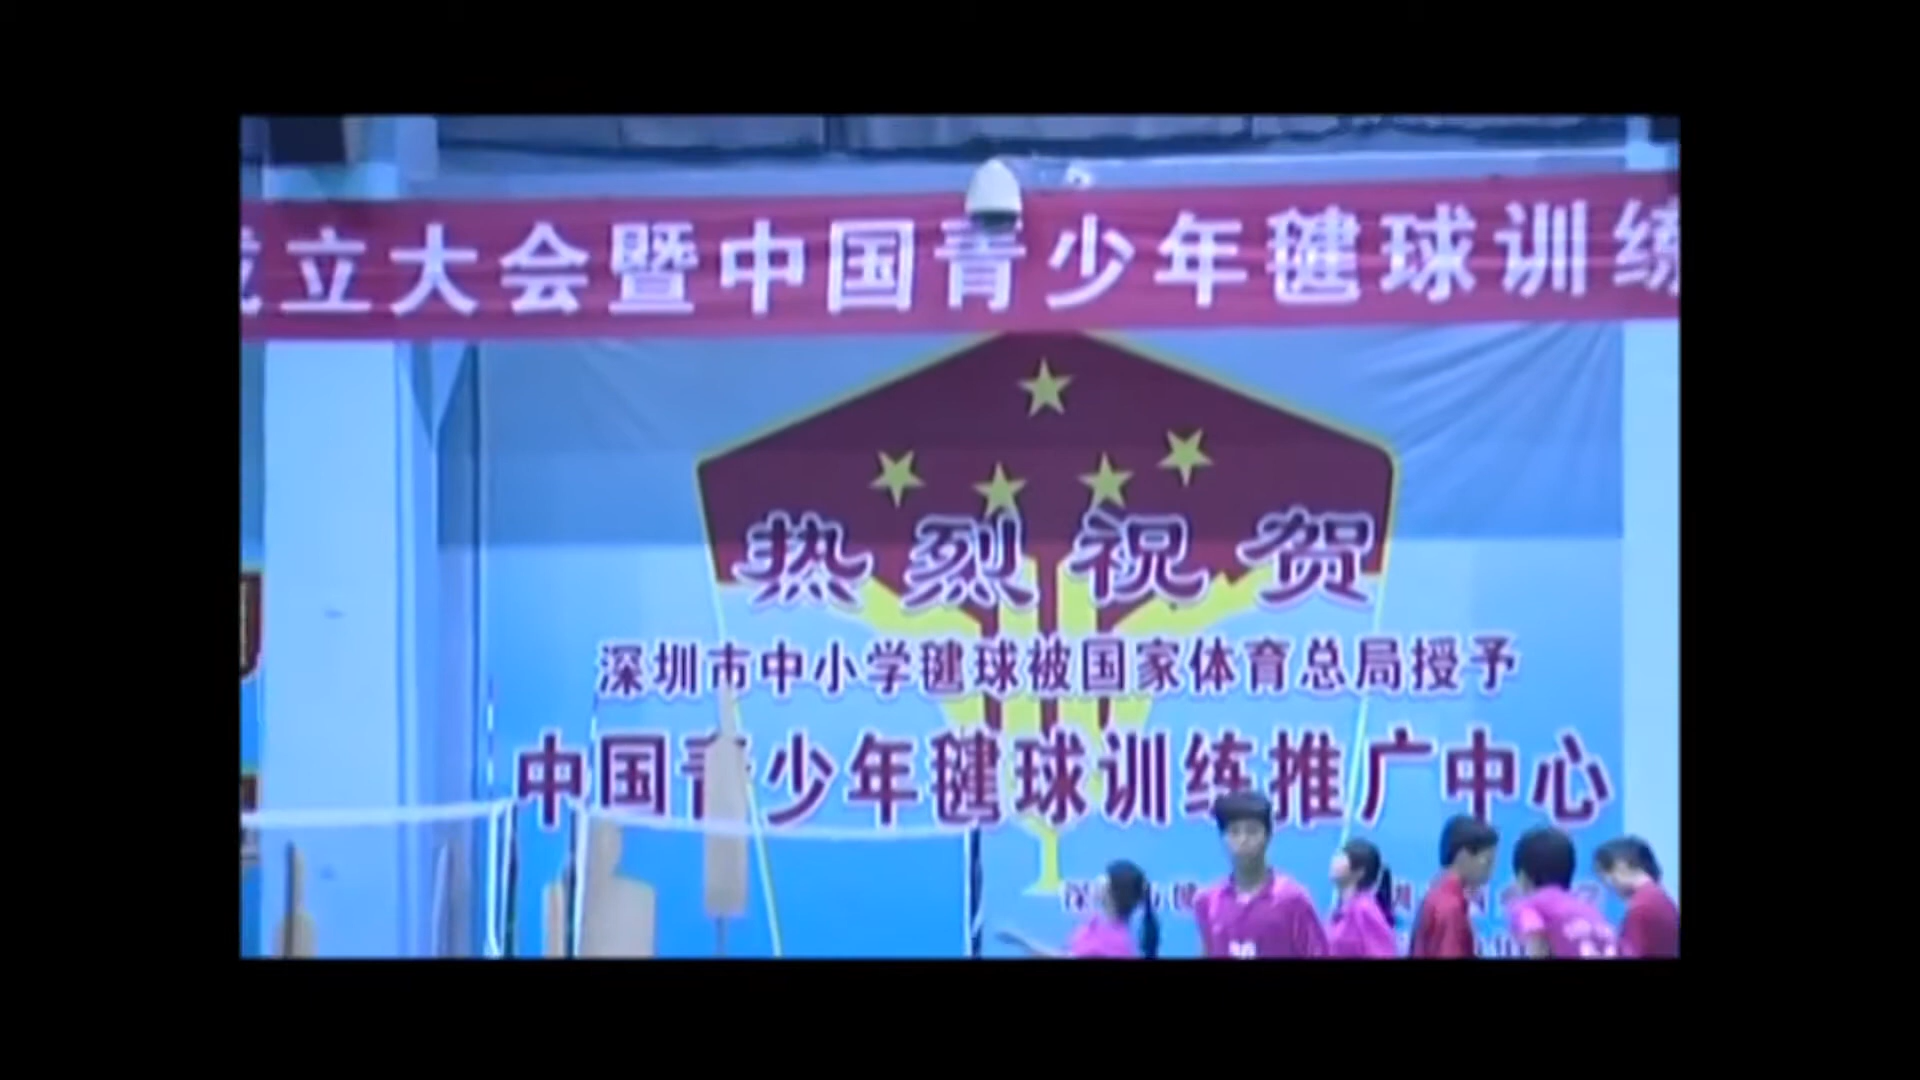 成立大会暨中国青少年毽球训练
热烈祝贺
深圳市中小学毽球被国家体育总局授予
中国青少年毽球训练推广中心